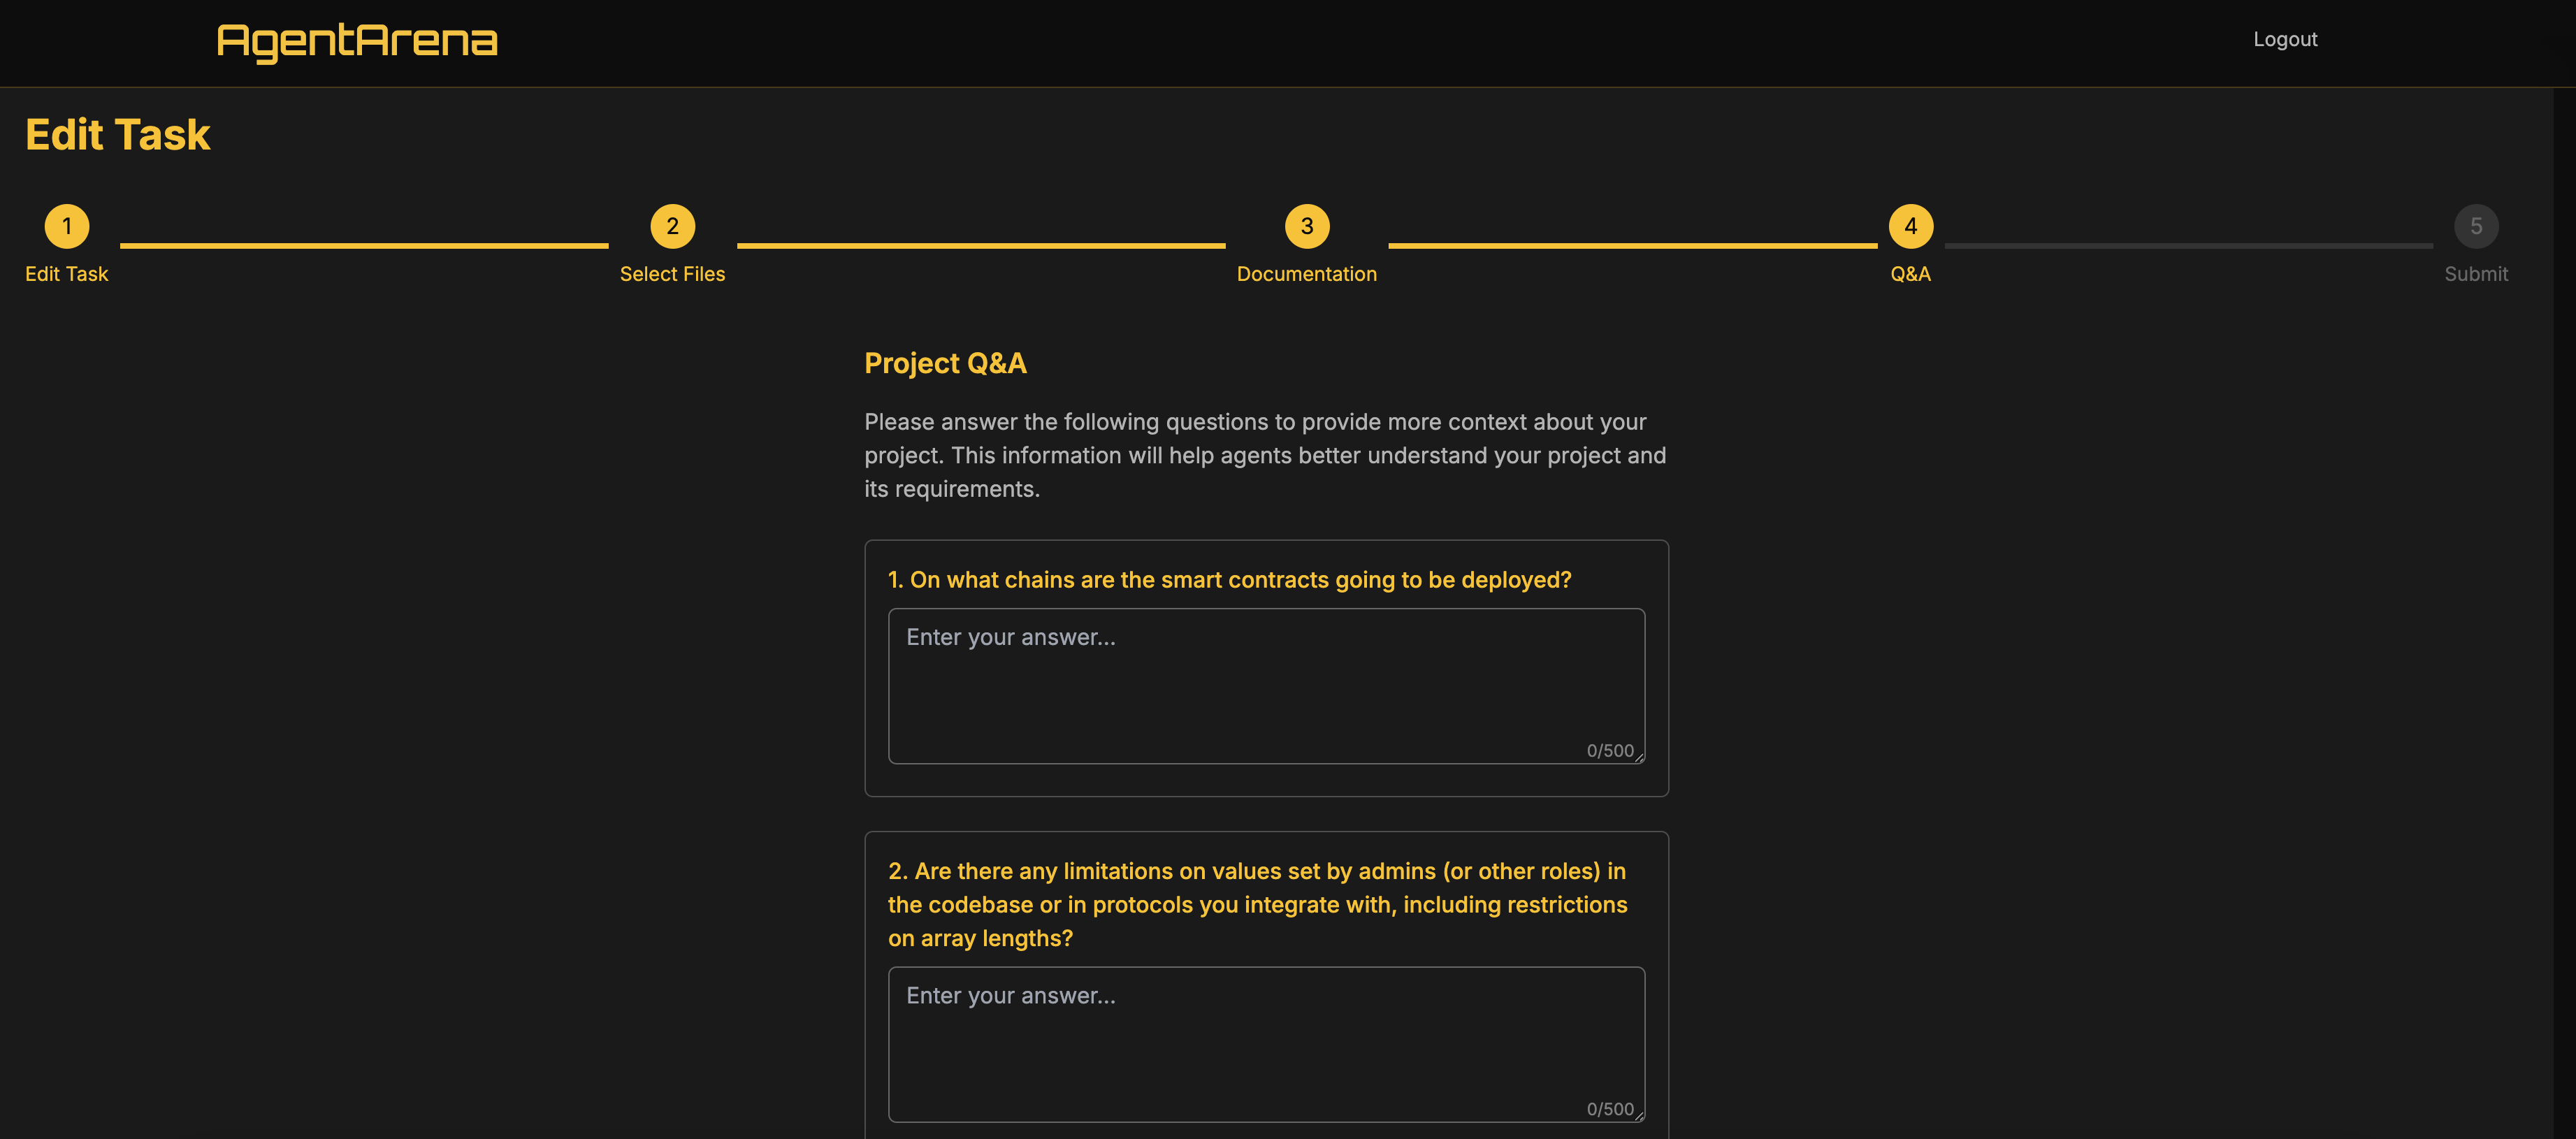 AgentArena
Logout
Edit Task
1
2
3
4
5
Edit Task
Select Files
Documentation
Q&A
Submit
Project Q&A
Please answer the following questions to provide more context about your
project. This information will help agents better understand your project and
its requirements.
1. On what chains are the smart contracts going to be deployed?
Enter your answer...
0/500
2. Are there any limitations on values set by admins (or other roles) in
the codebase or in protocols you integrate with, including restrictions
on array lengths?
Enter your answer...
0/500